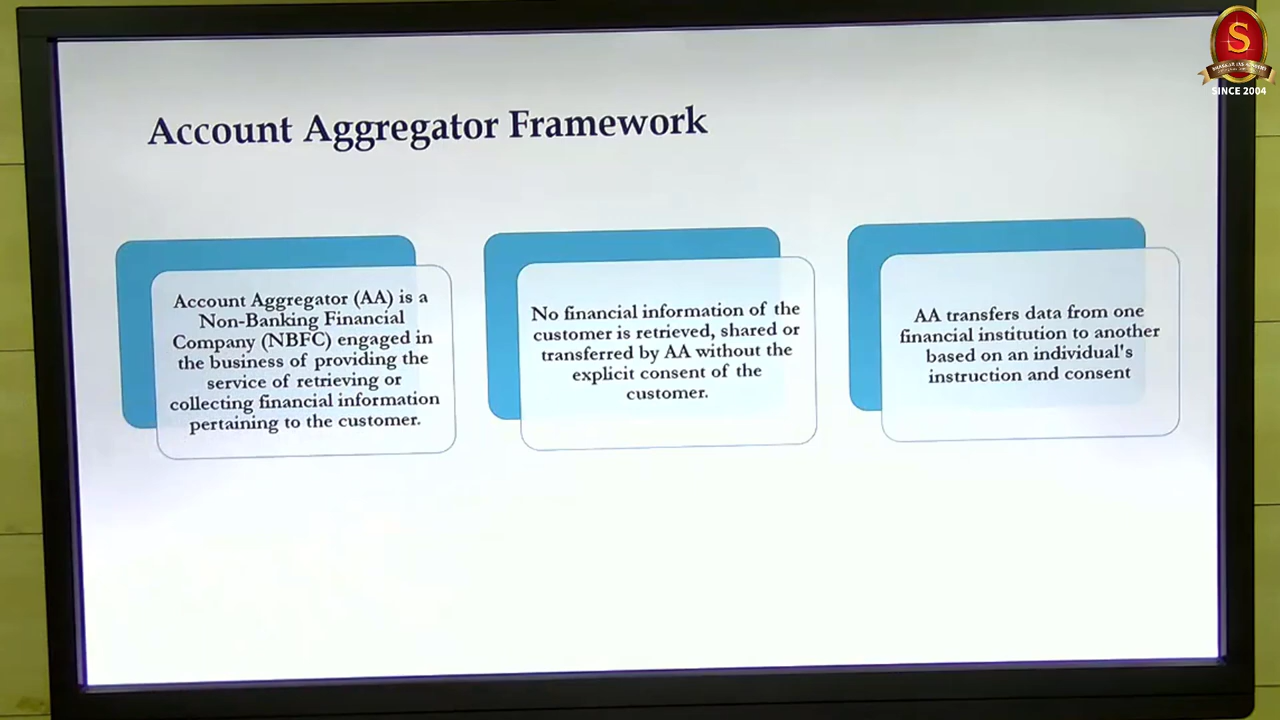 SHANKAR IAS ACADEMY
SINCE 2004
Account Aggregator Framework
Account Aggregator (AA) is a
Non-Banking Financial
Company (NBFC) engaged in
the business of providing the
service of retrieving or
collecting financial information
pertaining to the customer.
No financial information of the
customer is retrieved, shared or
transferred by AA without the
explicit consent of the
customer.
AA transfers data from one
financial institution to another
based on an individual's
instruction and consent